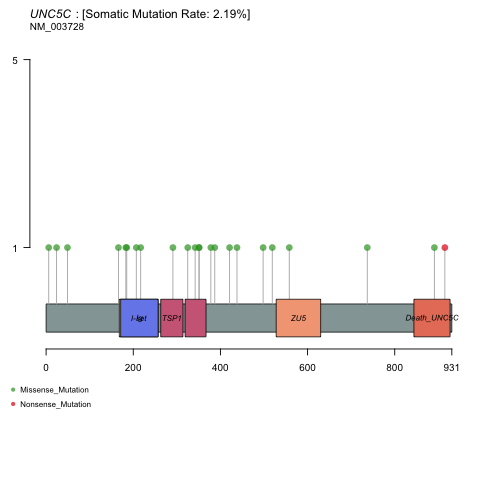 UNC5C : [Somatic Mutation Rate: 2.19%]
NM_003728
5
1
TSP1
ZU5
Death_UNC5C
0
200
400
600
800
931
Missense_Mutation
Nonsense_Mutation